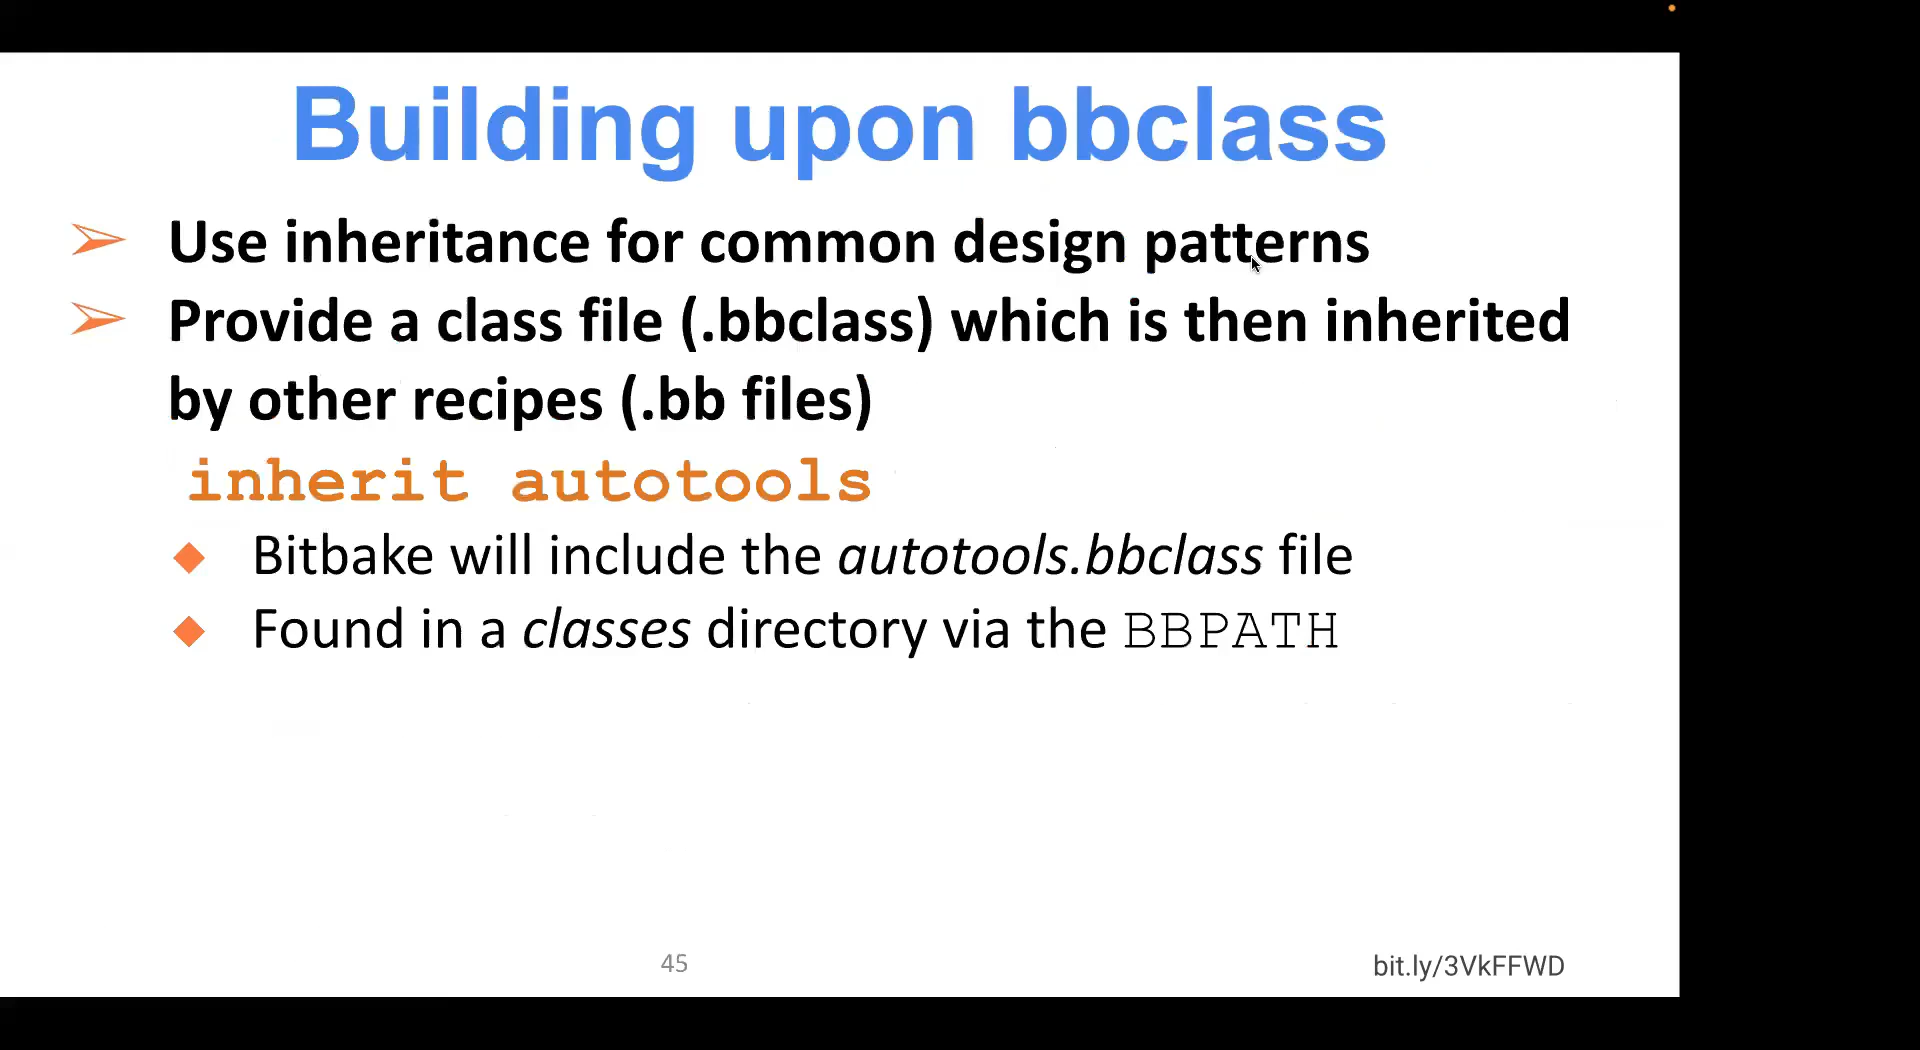 Building upon bbclass
Use inheritance for common design patterns
Provide a class file (.bbclass) which is then inherited
by other recipes (.bb files)
inherit autotools
Bitbake will include the autotools.bbclass file
Found in a classes directory via the BBPATH
45
bit.ly/3VkFFWD